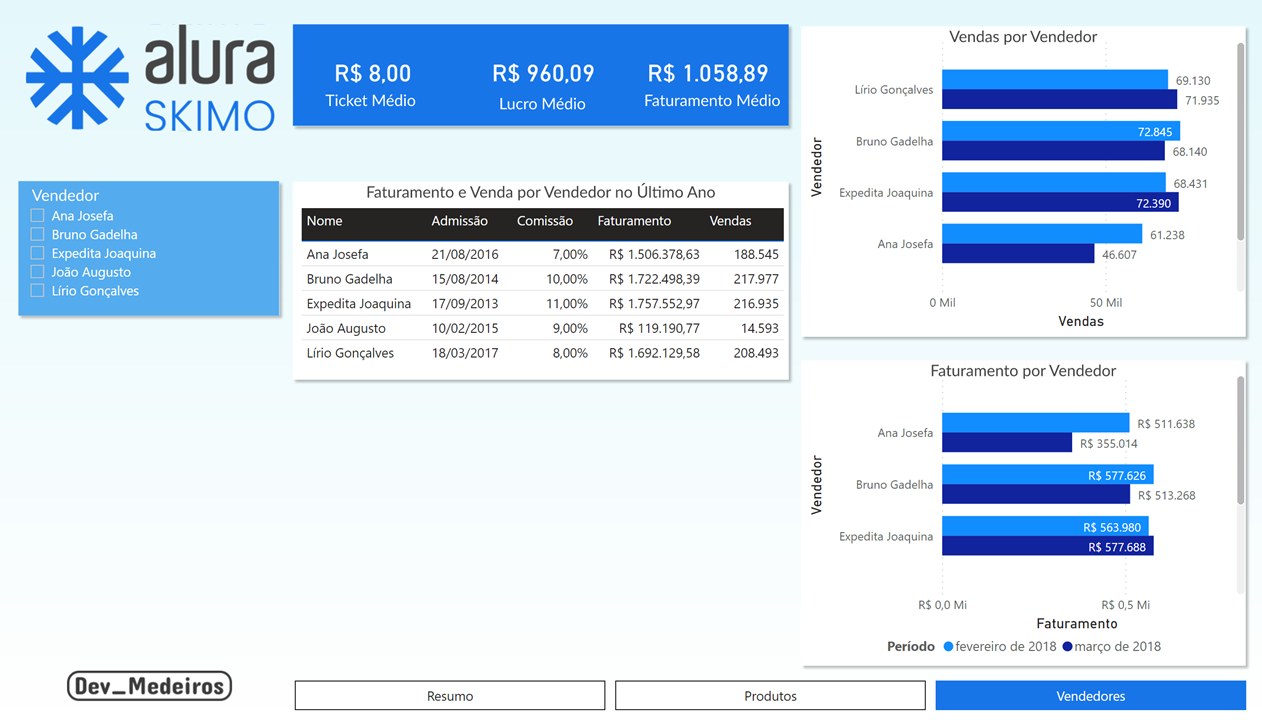 alura
SKIMO
R$ 8,00
Ticket Médio
R$ 960,09
Lucro Médio
R$ 1.058,89
Faturamento Médio
Vendedor
Ana Josefa
Bruno Gadelha
Expedita Joaquina
João Augusto
Lírio Gonçalves
Faturamento e Venda por Vendedor no Último Ano
Nome Admissão Comissão Faturamento Vendas
Ana Josefa 21/08/2016 7,00% R$ 1.506.378,63 188.545
Bruno Gadelha 15/08/2014 10,00% R$ 1.722.498,39 217.977
Expedita Joaquina 17/09/2013 11,00% R$ 1.757.552,97 216.935
João Augusto 10/02/2015 9,00% R$ 119.190,77 14.593
Lírio Gonçalves 18/03/2017 8,00% R$ 1.692.129,58 208.493
Vendas por Vendedor
Vendedor
Lírio Gonçalves 69.130
71.935
Bruno Gadelha 72.845
68.140
Expedita Joaquina 68.431
72.390
Ana Josefa 61.238
46.607
0 Mil 50 Mil
Vendas
Faturamento por Vendedor
Vendedor
Ana Josefa R$ 511.638
R$ 355.014
Bruno Gadelha R$ 577.626
R$ 513.268
Expedita Joaquina R$ 563.980
R$ 577.688
R$ 0,0 Mi R$ 0,5 Mi
Faturamento
Período fevereiro de 2018 março de 2018
Dev_Medeiros
Resumo Produtos Vendedores